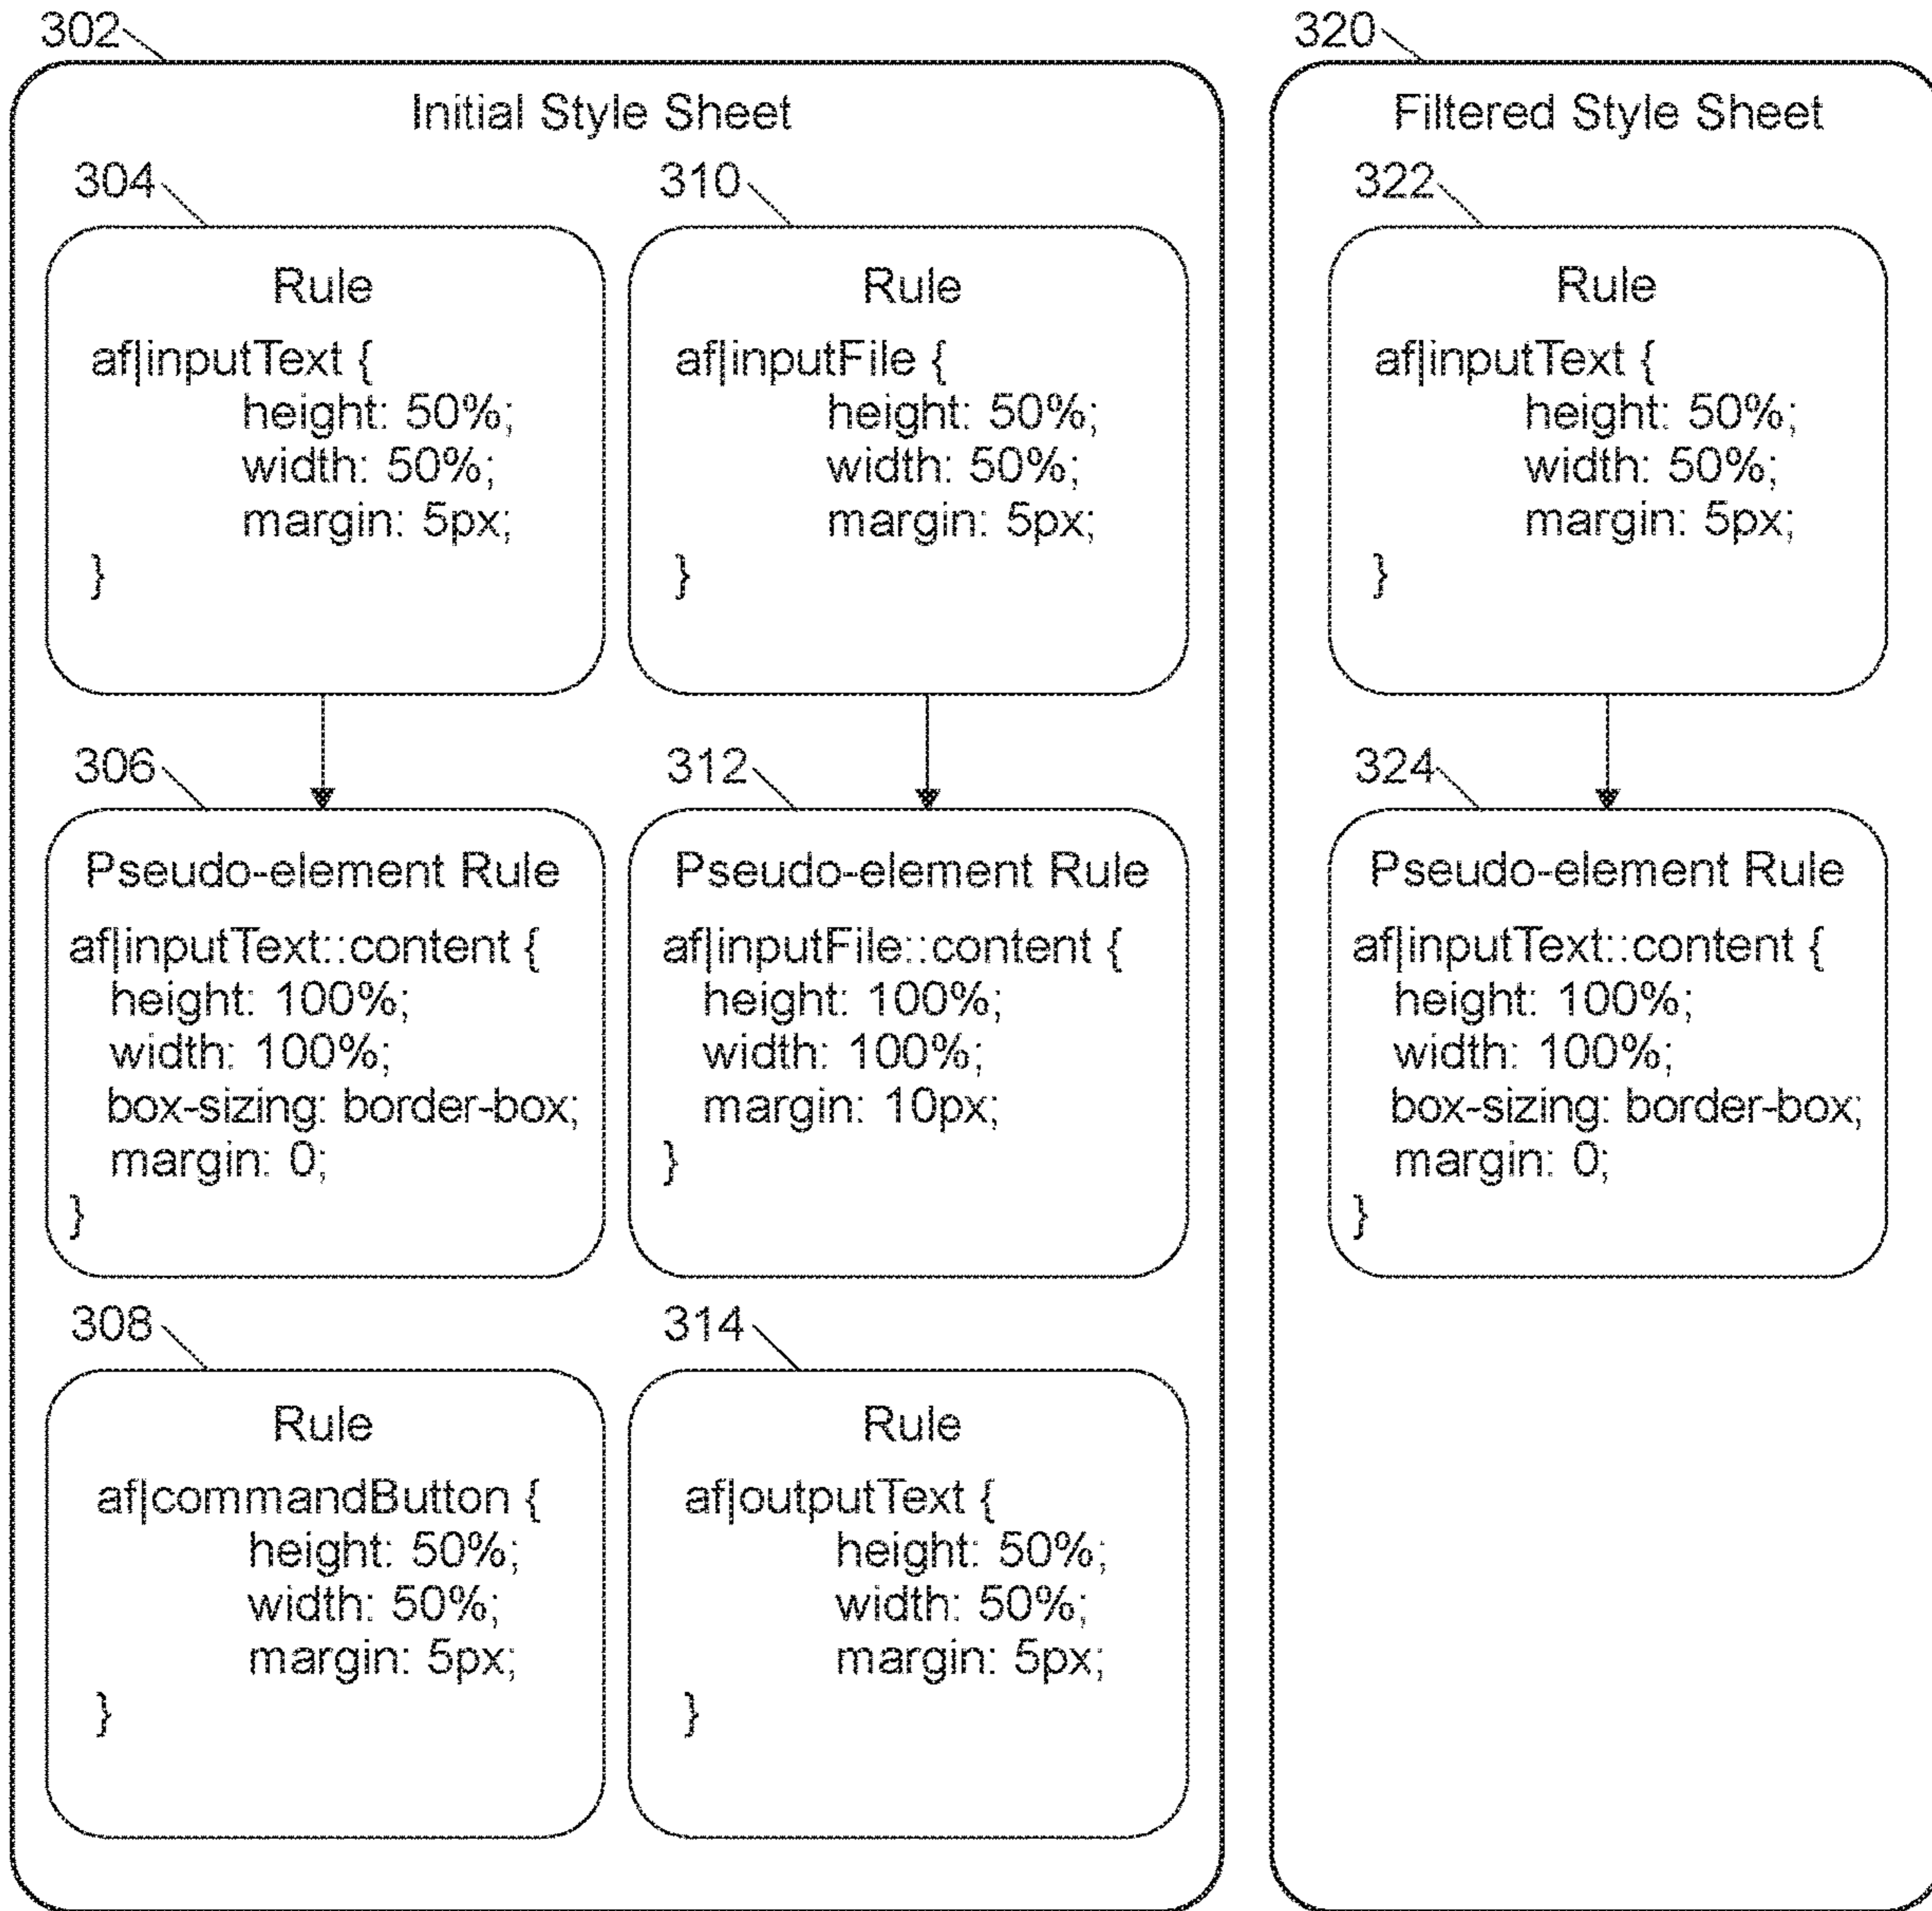 302
Initial Style Sheet
304
Rule
af|inputText {
height: 50%;
width: 50%;
margin: 5px;
}
306
Pseudo-element Rule
af|inputText::content {
height: 100%;
width: 100%;
box-sizing: border-box;
margin: 0;
}
308
Rule
af|commandButton {
height: 50%;
width: 50%;
margin: 5px;
}
310
Rule
af|inputFile {
height: 50%;
width: 50%;
margin: 5px;
}
312
Pseudo-element Rule
af|inputFile::content {
height: 100%;
width: 100%;
margin: 10px;
}
314
Rule
af|outputText {
height: 50%;
width: 50%;
margin: 5px;
}
320
Filtered Style Sheet
322
Rule
af|inputText {
height: 50%;
width: 50%;
margin: 5px;
}
324
Pseudo-element Rule
af|inputText::content {
height: 100%;
width: 100%;
box-sizing: border-box;
margin: 0;
}